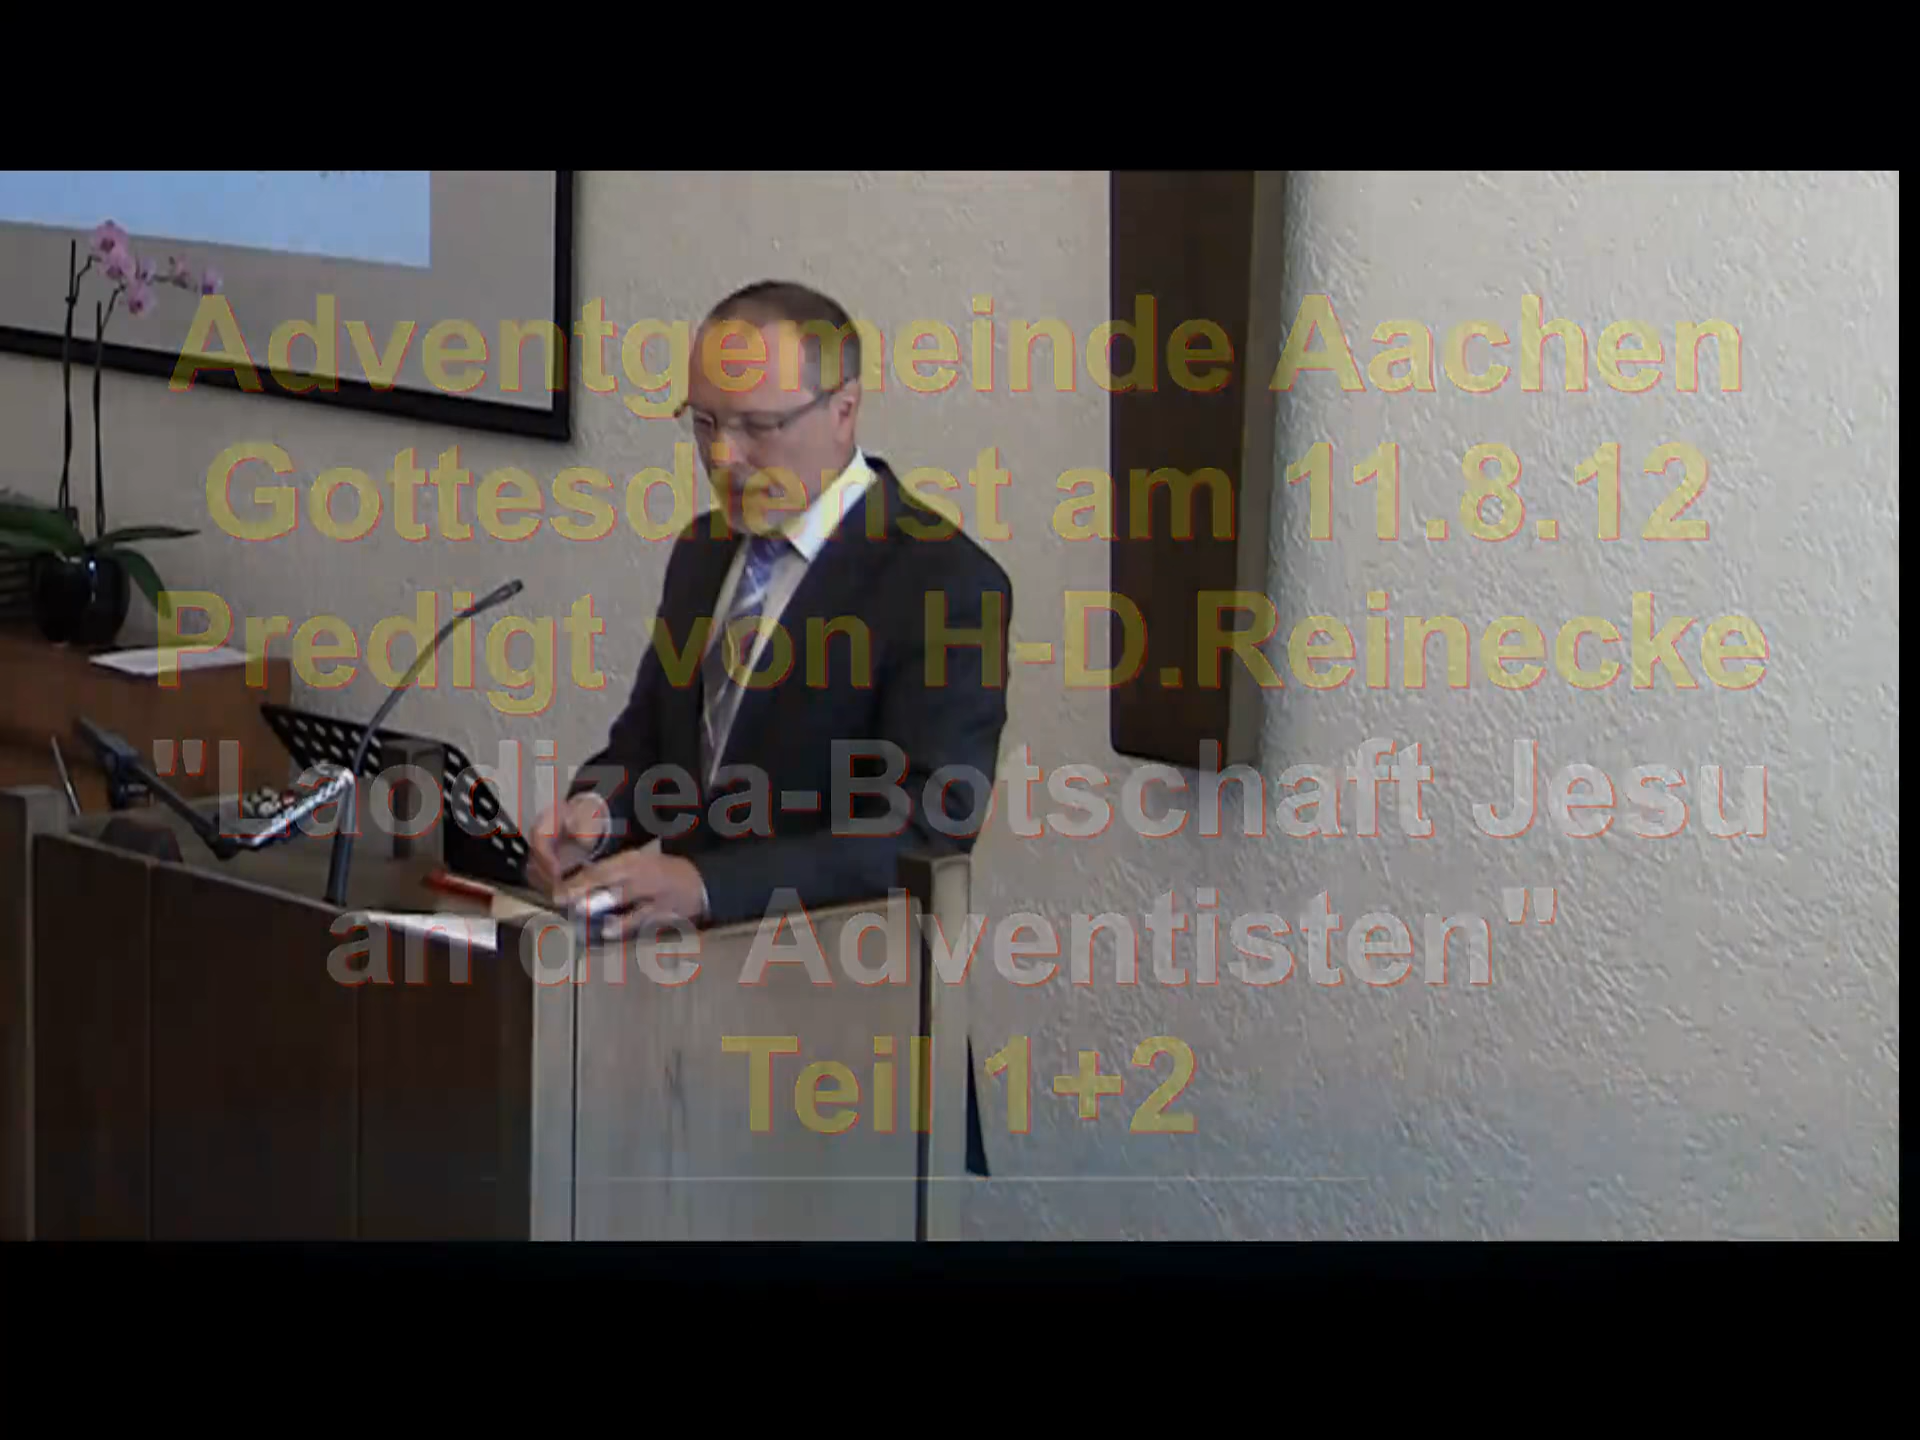 Adventgemeinde Aachen
Gottesdienst am 11.8.12
Predigt von H-D.Reinecke
"Laodizea-Botschaft Jesu
an die Adventisten"
Teil 1+2